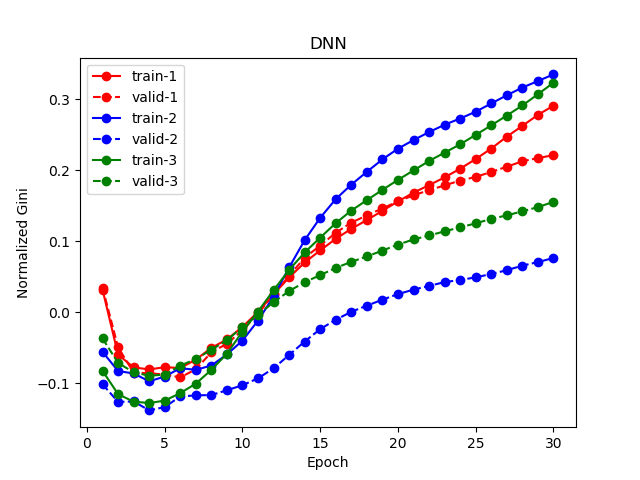 DNN
train-1
valid-1
train-2
valid-2
train-3
valid-3
Normalized Gini
0.3
0.2
0.1
0.0
−0.1
0 5 10 15 20 25 30
Epoch